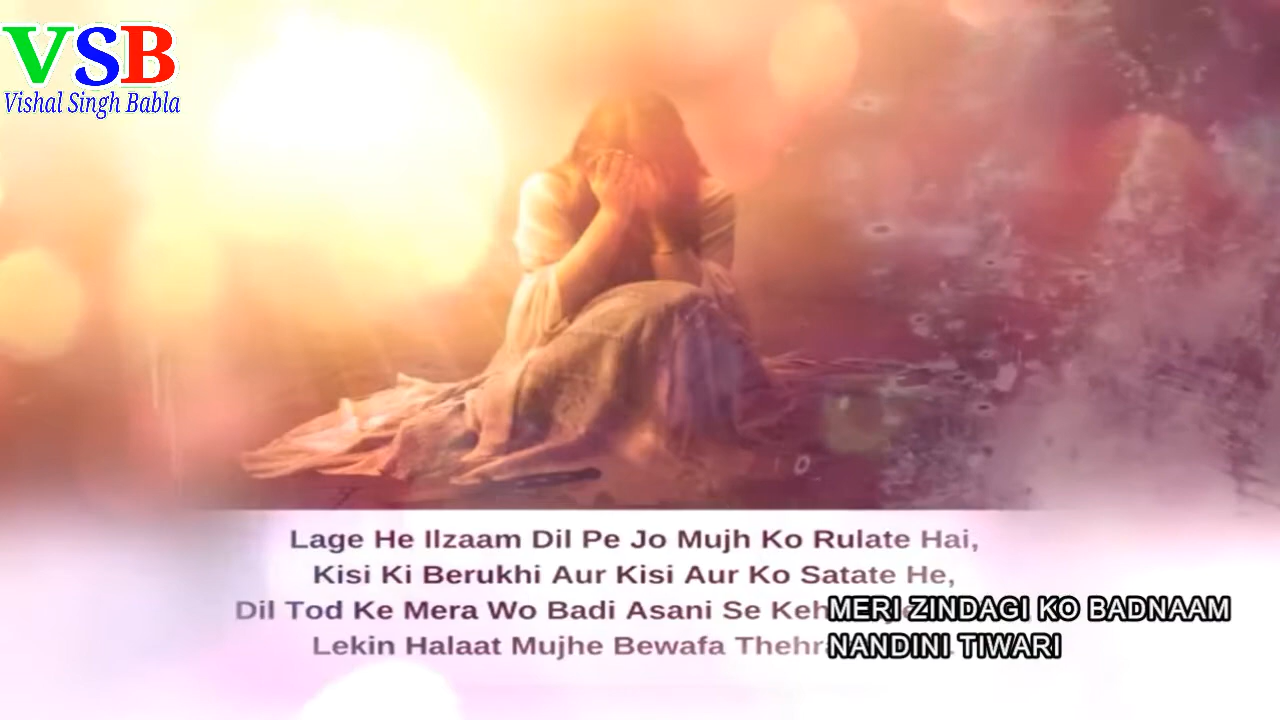 VSB
Vishal Singh Babla
Lage He Ilzaam Dil Pe Jo Mujh Ko Rulate Hai,
Kisi Ki Berukhi Aur Kisi Aur Ko Satate He,
Dil Tod Ke Mera Wo Badi Asani Se
Lekin Halaat Mujhe Bewafa
MERI ZINDAGI KO BADNAAM
NANDINI TIWARI